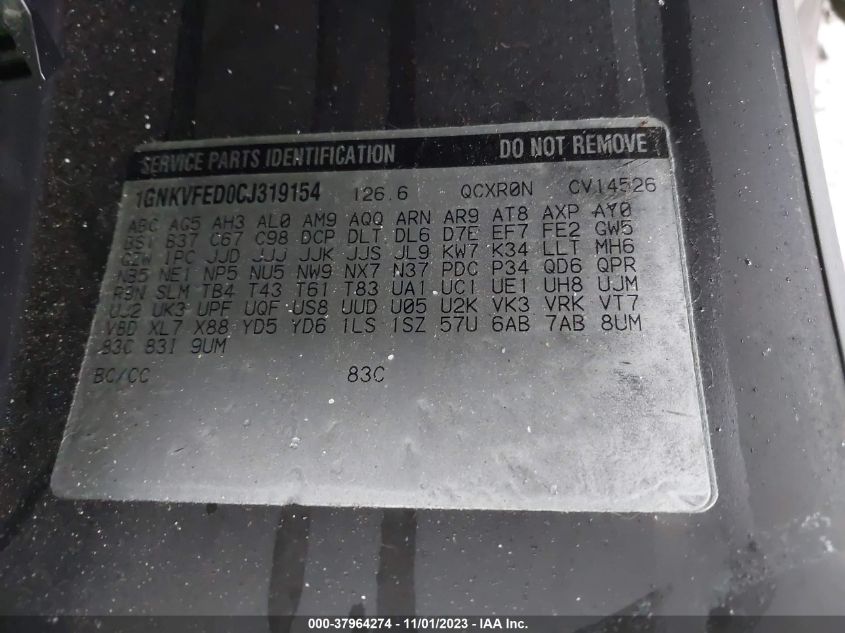 SERVICE PARTS IDENTIFICATION DO NOT REMOVE
1GNKVFED0CJ319154 126.6 QCXR0N CV14526
ABC AG5 AH3 AL0 AM9 AQQ ARN AR9 AT8 AXP AY0
BS1 B37 C67 C98 DCP DLT DL6 D7E EF7 FE2 GW5
GZW IPC JJD JJJ JJK JJS JL9 KW7 K34 LLT MH6
N35 NE1 NP5 NU5 NW9 NX7 N37 PDC P34 QD6 QPR
R9N SLM TB4 T43 T61 T83 UA1 UC1 UE1 UH8 UJM
UJ2 UK3 UPF UQF US8 UUD U05 U2K VK3 VRK VT7
V8D XL7 X88 YD5 YD6 1LS 1SZ 57U 6AB 7AB 8UM
83C 83I 9UM
BC/CC 83C
000-37964274 - 11/01/2023 - IAA Inc.